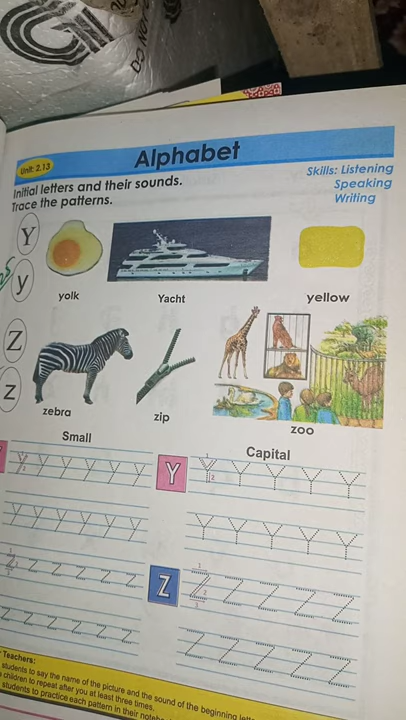 DO NOT
Unit: 2.13
Alphabet
Skills: Listening
Speaking
Writing
Initial letters and their sounds.
Trace the patterns.
Y
y
yolk
Yacht
yellow
Z
z
zebra
zip
zoo
Small
Capital
Y Y Y Y Y Y
Y
Y Y Y Y Y
Y Y Y Y Y Y Y
Y Y Y Y Y
Z Z Z Z Z Z
Z
Z Z Z Z Z
Z Z Z Z Z Z
Z Z Z Z Z
Teachers:
students to say the name of the picture and the sound of the beginning
children to repeat after you at least three times.
students to practice each pattern in their